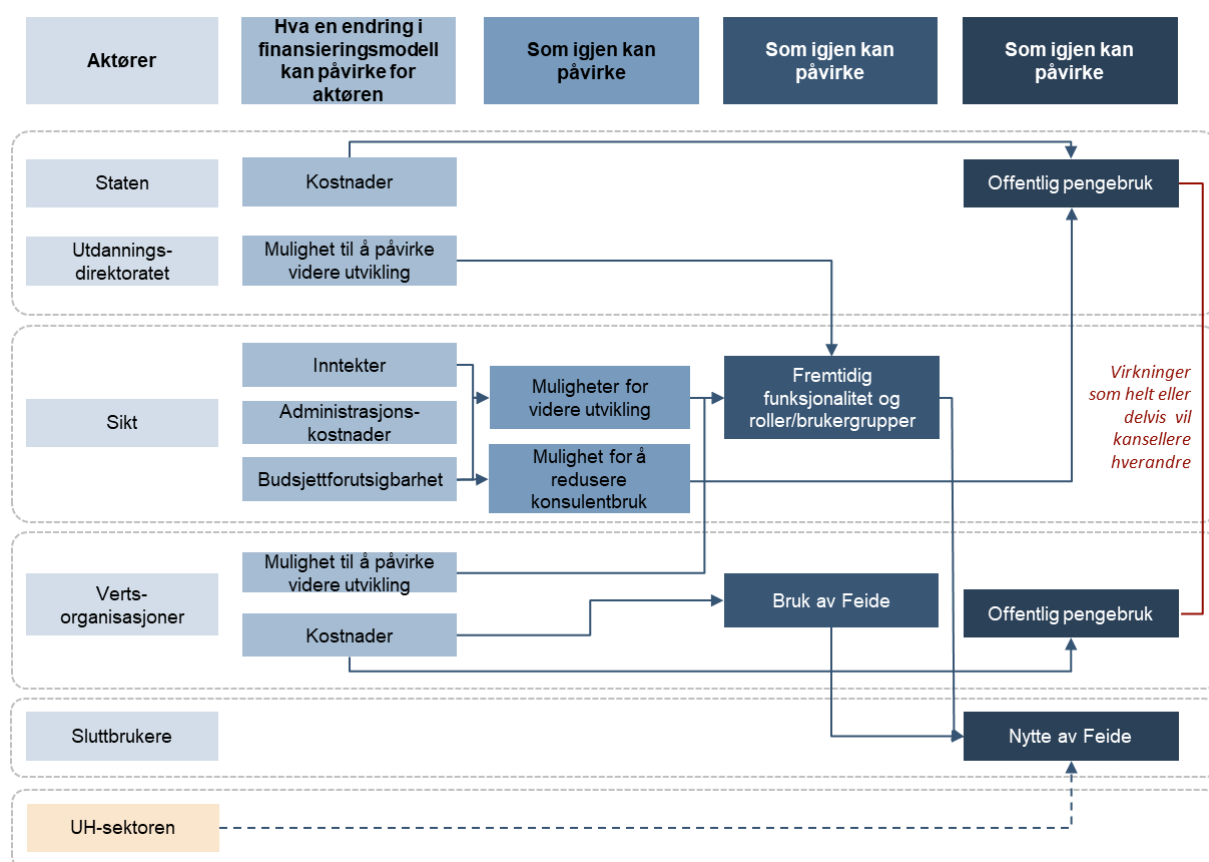 Aktører
Hva en endring i
finansieringsmodell
kan påvirke for
aktøren
Som igjen kan
påvirke
Som igjen kan
påvirke
Som igjen kan
påvirke
Staten
Kostnader
Offentlig pengebruk
Utdannings-
direktoratet
Mulighet til å påvirke
videre utvikling
Sikt
Inntekter
Administrasjons-
kostnader
Budsjettforutsigbarhet
Muligheter for
videre utvikling
Mulighet for å
redusere
konsulentbruk
Fremtidig
funksjonalitet og
roller/brukergrupper
Virkninger
som helt eller
delvis vil
kansellere
hverandre
Verts-
organisasjoner
Mulighet til å påvirke
videre utvikling
Kostnader
Bruk av Feide
Offentlig pengebruk
Sluttbrukere
Nytte av Feide
UH-sektoren